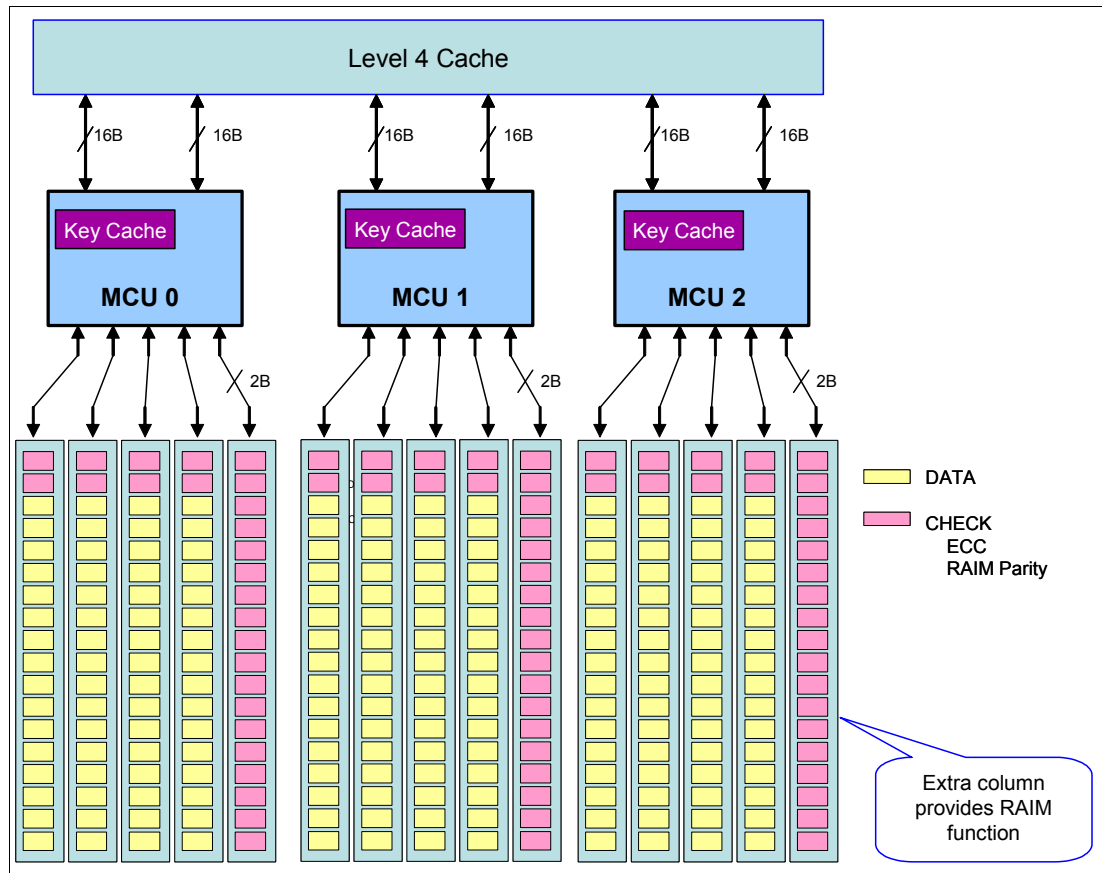 Level 4 Cache
16B
16B
16B
16B
16B
16B
Key Cache
Key Cache
Key Cache
MCU 0
MCU 1
MCU 2
2B
2B
2B
DATA
CHECK
ECC
RAIM Parity
Extra column
provides RAIM
function